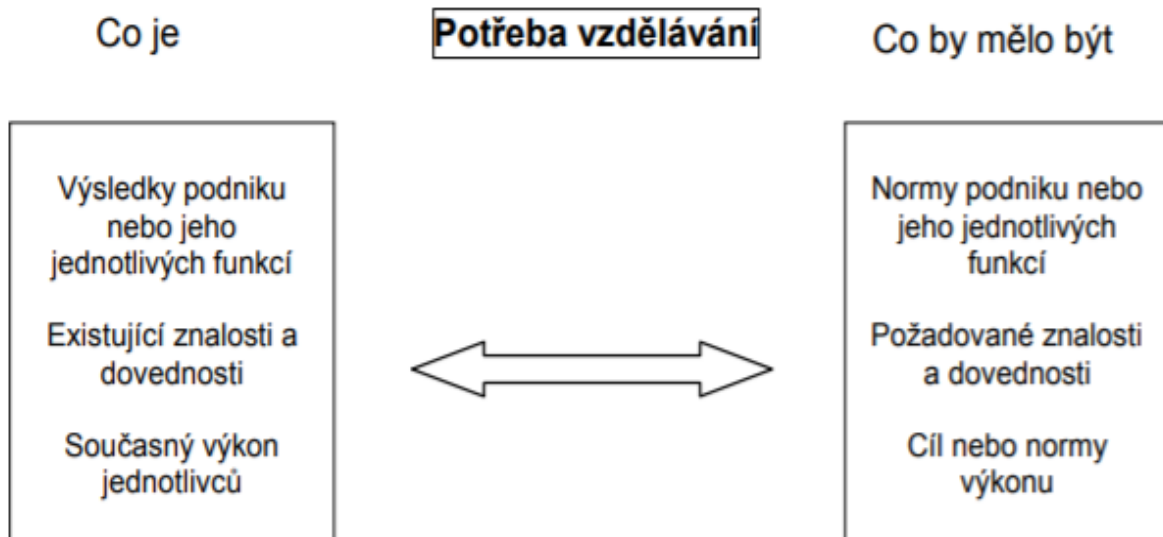 Co je
Potřeba vzdělávání
Co by mělo být
Výsledky podniku
nebo jeho
jednotlivých funkcí
Existující znalosti a
dovednosti
Současný výkon
jednotlivců
Normy podniku nebo
jeho jednotlivých
funkcí
Požadované znalosti
a dovednosti
Cíl nebo normy
výkonu